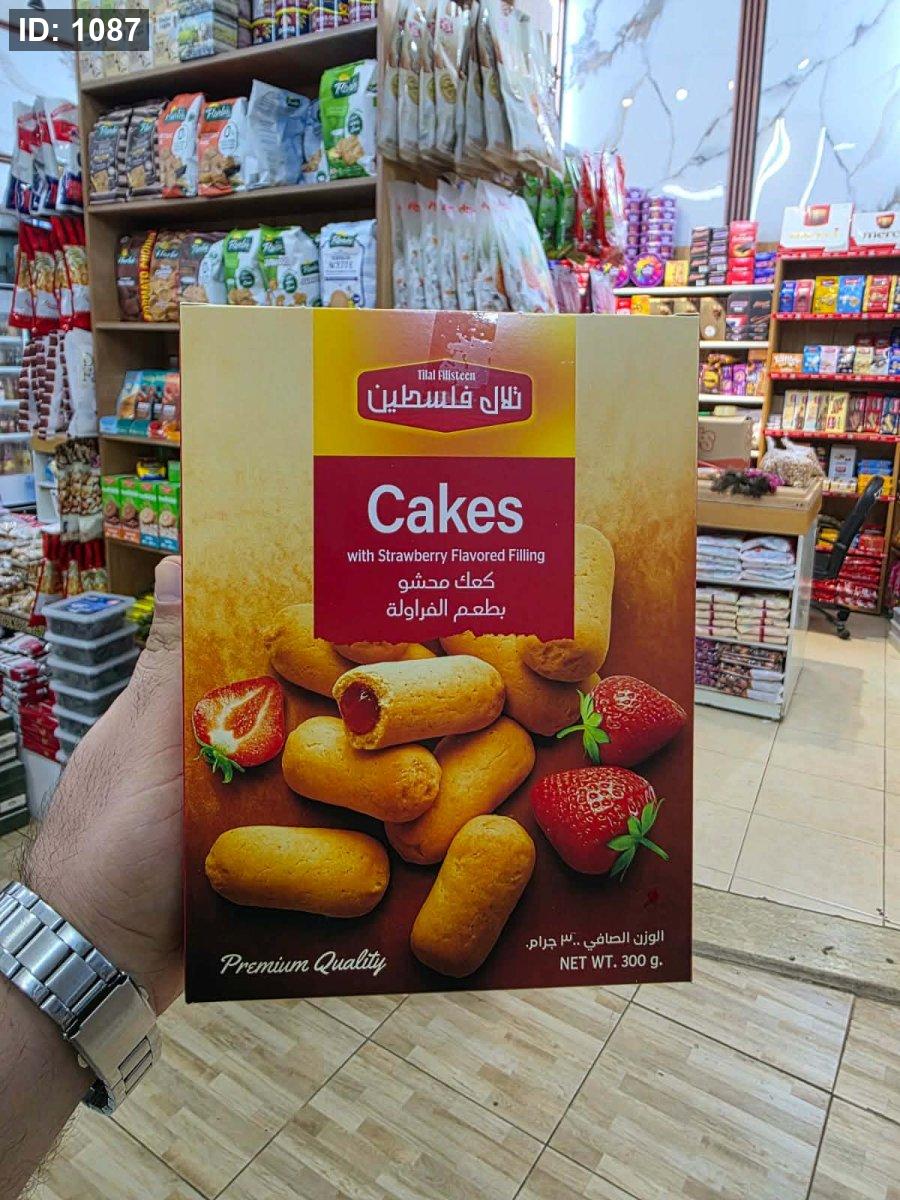 ID: 1087
Tilal Filisteen
تلال فلسطين
Cakes
with Strawberry Flavored Filling
كعك محشو
بطعم الفراولة
Premium Quality
الوزن الصافي ٣٠٠ جرام.
NET WT. 300 g.